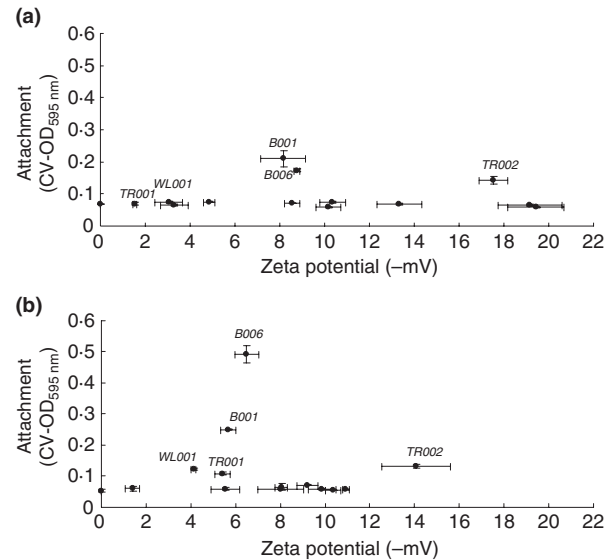 (a)
0·6
0·5
0·4
0·3
0·2
0·1
0
Attachment
(CV-OD595 nm)
B001
B006
TR002
TR001
WL001
0 2 4 6 8 10 12 14 16 18 20 22
Zeta potential (–mV)
(b)
0·6
0·5
0·4
0·3
0·2
0·1
0
Attachment
(CV-OD595 nm)
B006
B001
WL001
TR001
TR002
0 2 4 6 8 10 12 14 16 18 20 22
Zeta potential (–mV)